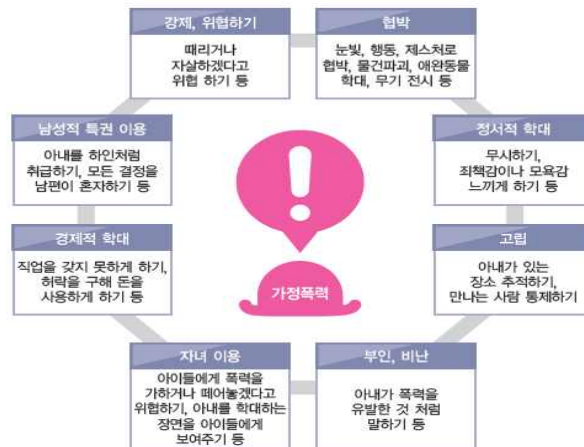 강제, 위협하기
때리거나
자살하겠다고
위협 하기 등
협박
눈빛, 행동, 제스처로
협박, 물건파괴, 애완동물
학대, 무기 전시 등
남성적 특권 이용
아내를 하인처럼
취급하기, 모든 결정을
남편이 혼자하기 등
정서적 학대
무시하기,
죄책감이나 모욕감
느끼게 하기 등
경제적 학대
직업을 갖지 못하게 하기,
허락을 구해 돈을
사용하게 하기 등
고립
아내가 있는
장소 추적하기,
만나는 사람 통제하기
가정폭력
자녀 이용
아이들에게 폭력을
가하거나 떼어놓겠다고
위협하기, 아내를 학대하는
장면을 아이들에게
보여주기 등
부인, 비난
아내가 폭력을
유발한 것 처럼
말하기 등